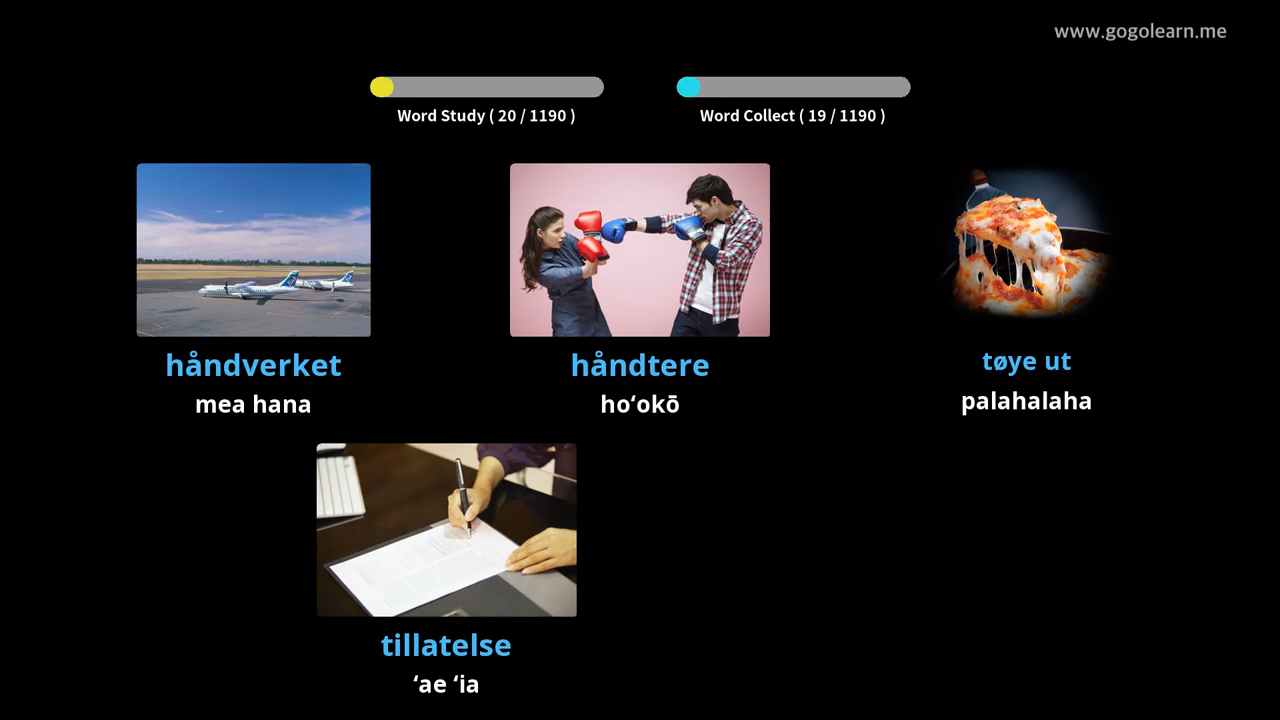 www.gogolearn.me
Word Study ( 20 / 1190 )
Word Collect ( 19 / 1190 )
håndverket
mea hana
håndtere
hoʻokō
tøye ut
palahalaha
tillatelse
ʻae ʻia